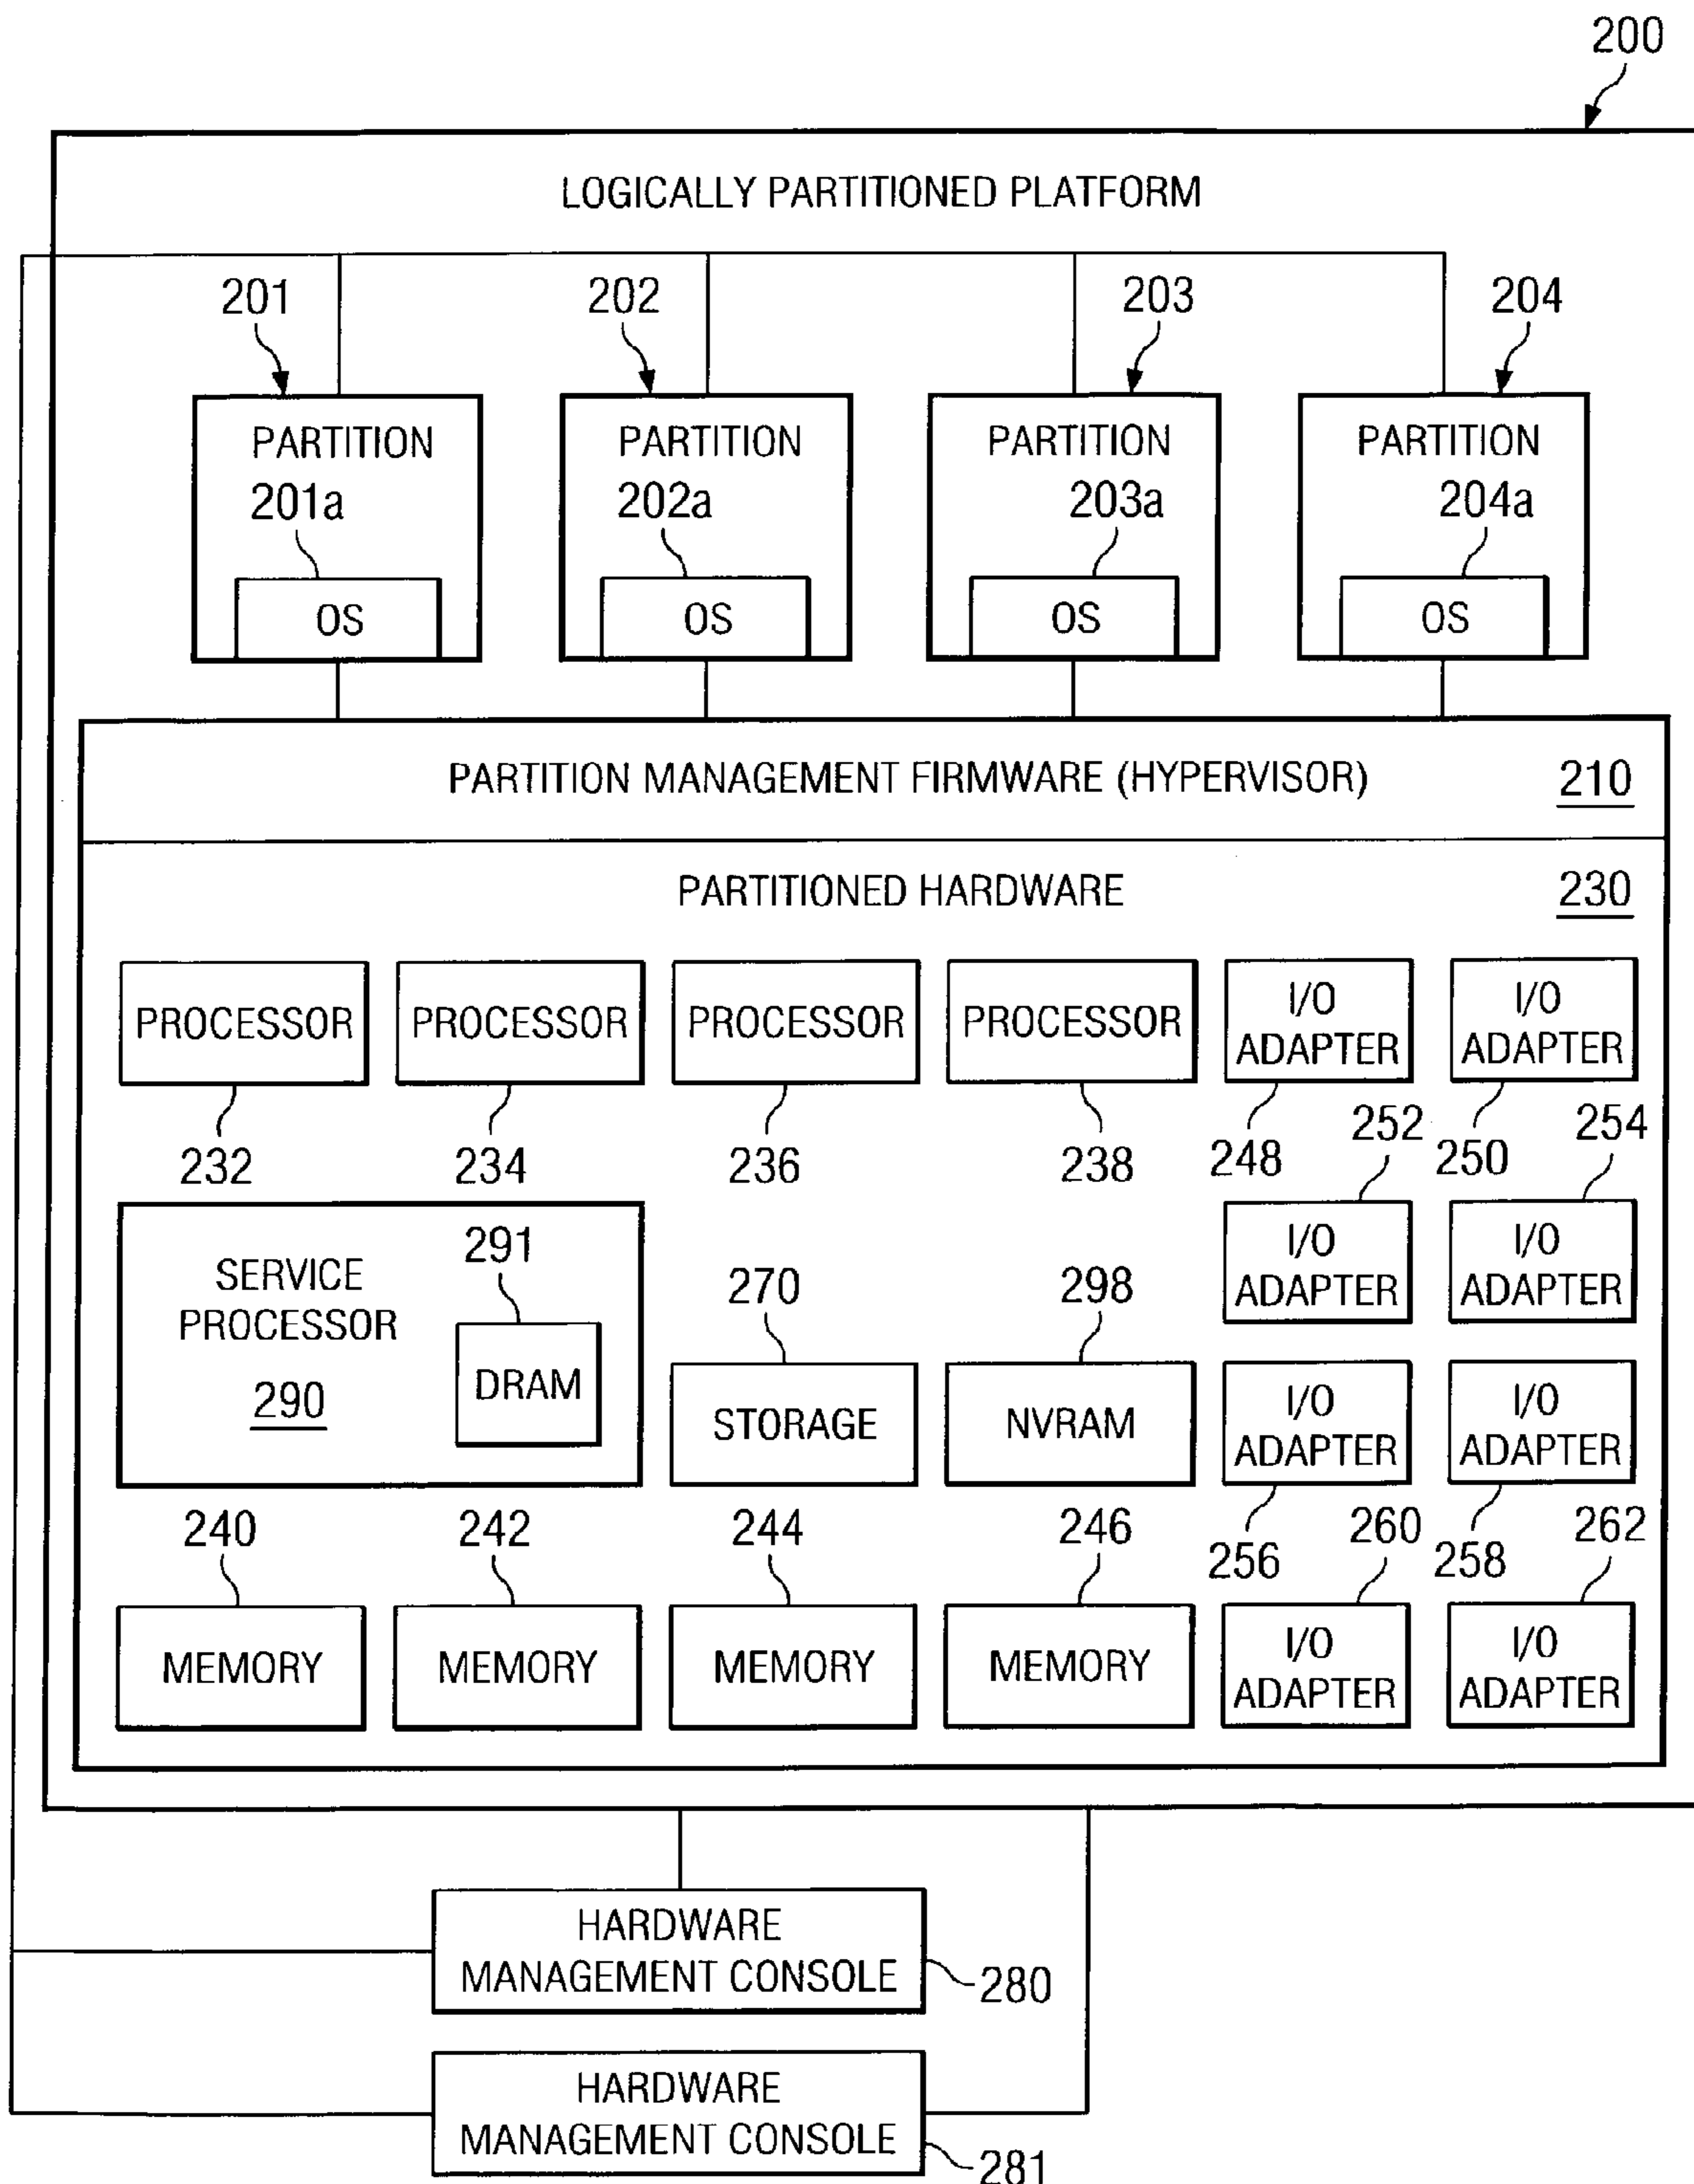 200
LOGICALLY PARTITIONED PLATFORM
201
202
203
204
PARTITION
PARTITION
PARTITION
PARTITION
201a
202a
203a
204a
OS
OS
OS
OS
PARTITION MANAGEMENT FIRMWARE (HYPERVISOR)
210
PARTITIONED HARDWARE
230
PROCESSOR
PROCESSOR
PROCESSOR
PROCESSOR
I/O
ADAPTER
I/O
ADAPTER
232
234
236
238
248
252
250
254
SERVICE
PROCESSOR
290
291
DRAM
270
STORAGE
298
NVRAM
I/O
ADAPTER
I/O
ADAPTER
I/O
ADAPTER
I/O
ADAPTER
240
242
244
246
256
260
258
262
MEMORY
MEMORY
MEMORY
MEMORY
I/O
ADAPTER
I/O
ADAPTER
HARDWARE
MANAGEMENT CONSOLE
280
HARDWARE
MANAGEMENT CONSOLE
281